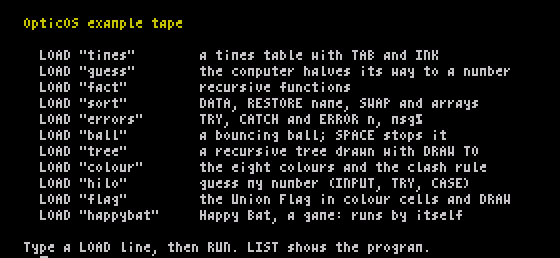 OpticOS example tape
LOAD "times" a times table with TAB and INK
LOAD "guess" the computer halves its way to a number
LOAD "fact" recursive functions
LOAD "sort" DATA, RESTORE name, SWAP and arrays
LOAD "errors" TRY, CATCH and ERROR n, msg$
LOAD "ball" a bouncing ball; SPACE stops it
LOAD "tree" a recursive tree drawn with DRAW TO
LOAD "colour" the eight colours and the clash rule
LOAD "hilo" guess my number (INPUT, TRY, CASE)
LOAD "flag" the Union Flag in colour cells and DRAW
LOAD "happybat" Happy Bat, a game: runs by itself
Type a LOAD line, then RUN. LIST shows the program.